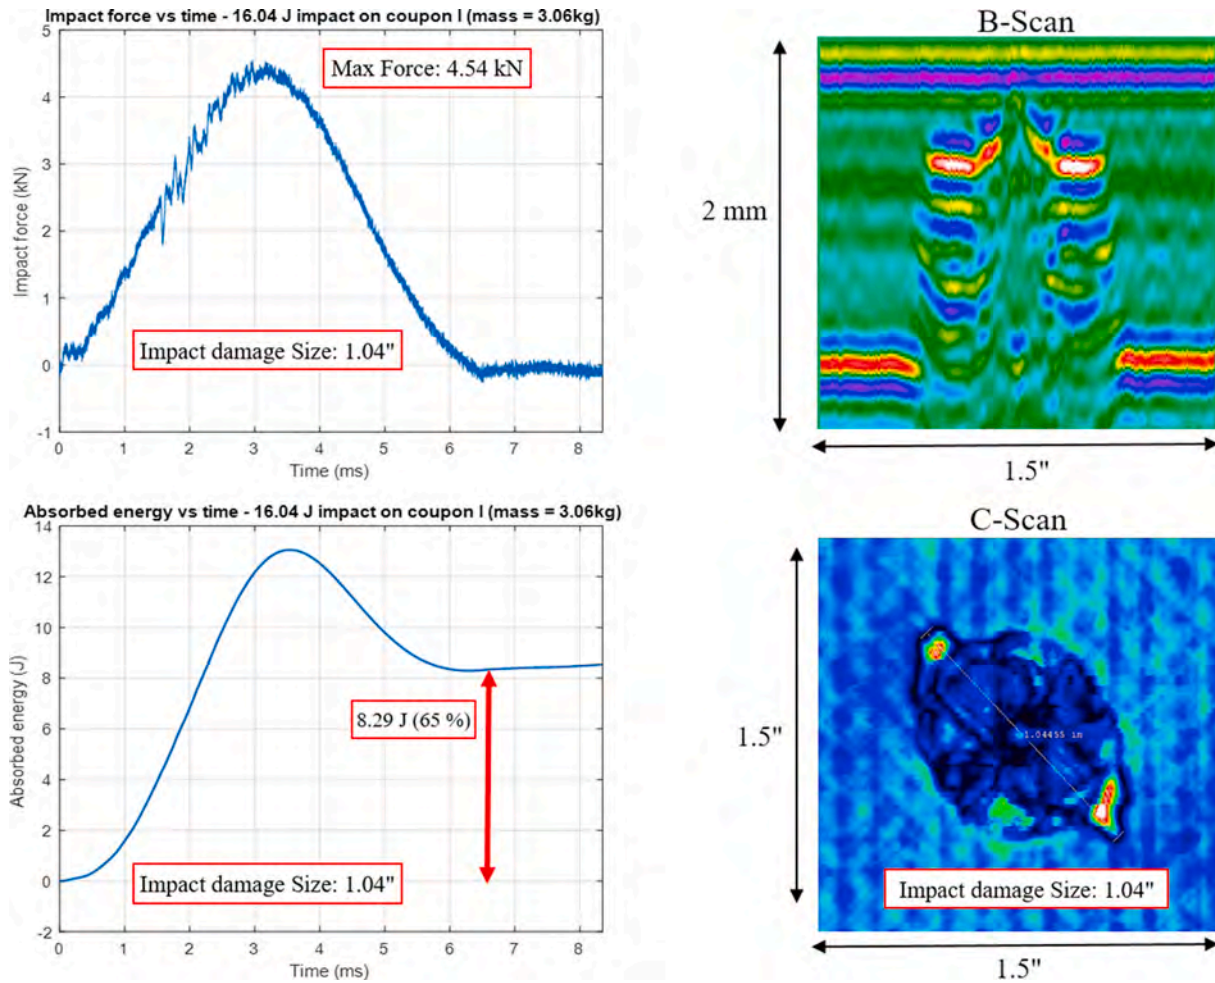 Impact force vs time - 16.04 J impact on coupon I (mass = 3.06kg)
5
4
3
2
1
0
-1
Impact force (kN)
Max Force: 4.54 kN
Impact damage Size: 1.04"
0 1 2 3 4 5 6 7 8
Time (ms)
B-Scan
2 mm
1.5"
Absorbed energy vs time - 16.04 J impact on coupon I (mass = 3.06kg)
14
12
10
8
6
4
2
0
-2
Absorbed energy (J)
8.29 J (65 %)
Impact damage Size: 1.04"
0 1 2 3 4 5 6 7 8
Time (ms)
C-Scan
1.5"
1.04455 in
Impact damage Size: 1.04"
1.5"